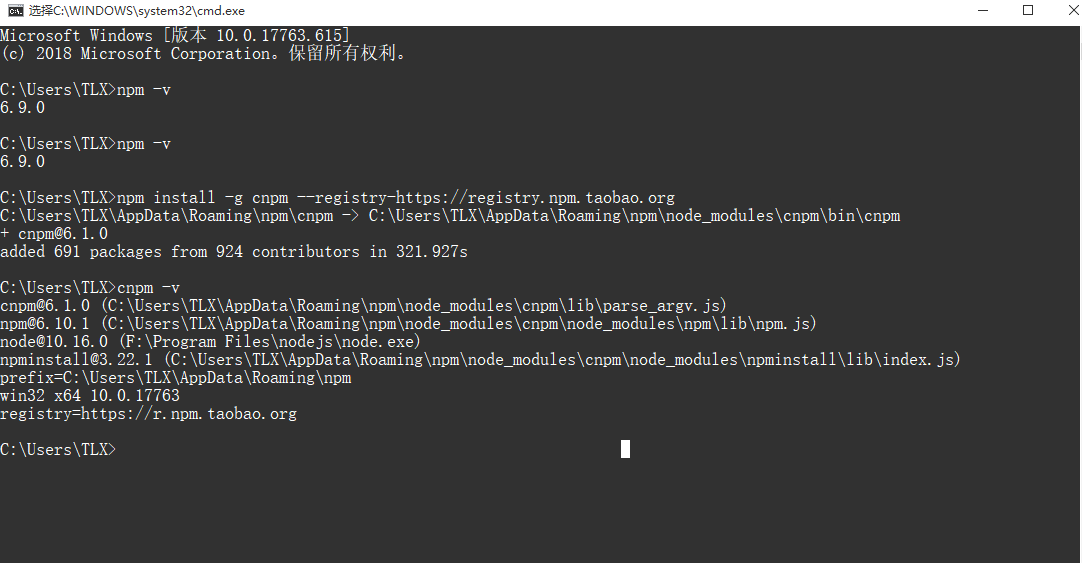 选择C:\WINDOWS\system32\cmd.exe
Microsoft Windows [版本 10.0.17763.615]
(c) 2018 Microsoft Corporation。保留所有权利。
C:\Users\TLX>npm -v
6.9.0
C:\Users\TLX>npm -v
6.9.0
C:\Users\TLX>npm install -g cnpm --registry-https://registry.npm.taobao.org
C:\Users\TLX\AppData\Roaming\npm\cnpm -> C:\Users\TLX\AppData\Roaming\npm\node_modules\cnpm\bin\cnpm
+ cnpm@6.1.0
added 691 packages from 924 contributors in 321.927s
C:\Users\TLX>cnpm -v
cnpm@6.1.0 (C:\Users\TLX\AppData\Roaming\npm\node_modules\cnpm\lib\parse_argv.js)
npm@6.10.1 (C:\Users\TLX\AppData\Roaming\npm\node_modules\cnpm\node_modules\npm\lib\npm.js)
node@10.16.0 (F:\Program Files\nodejs\node.exe)
npminstall@3.22.1 (C:\Users\TLX\AppData\Roaming\npm\node_modules\cnpm\node_modules\npminstall\lib\index.js)
prefix=C:\Users\TLX\AppData\Roaming\npm
win32 x64 10.0.17763
registry=https://r.npm.taobao.org
C:\Users\TLX>